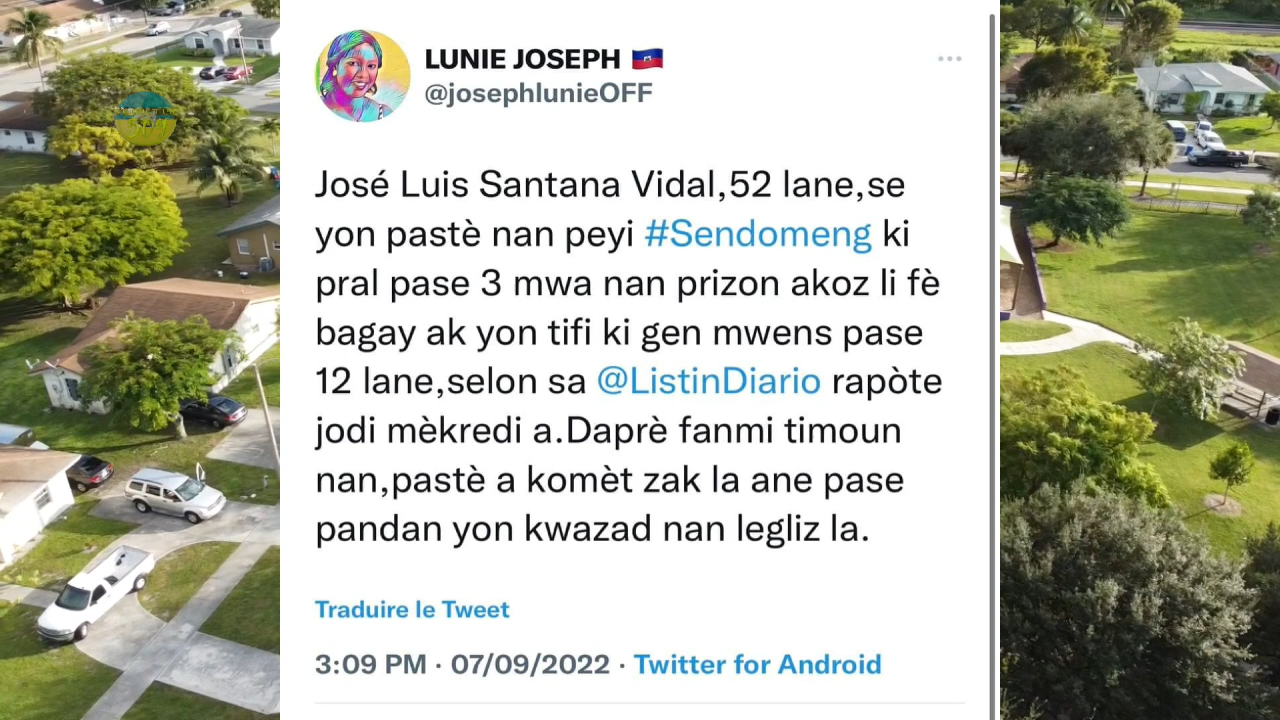 LUNIE JOSEPH 🇭🇹
@josephlunieOFF
José Luis Santana Vidal,52 lane,se
yon pastè nan peyi #Sendomeng ki
pral pase 3 mwa nan prizon akoz li fè
bagay ak yon tifi ki gen mwens pase
12 lane,selon sa @ListinDiario rapòte
jodi mèkredi a.Daprè fanmi timoun
nan,pastè a komèt zak la ane pase
pandan yon kwazad nan legliz la.
Traduire le Tweet
3:09 PM · 07/09/2022 · Twitter for Android